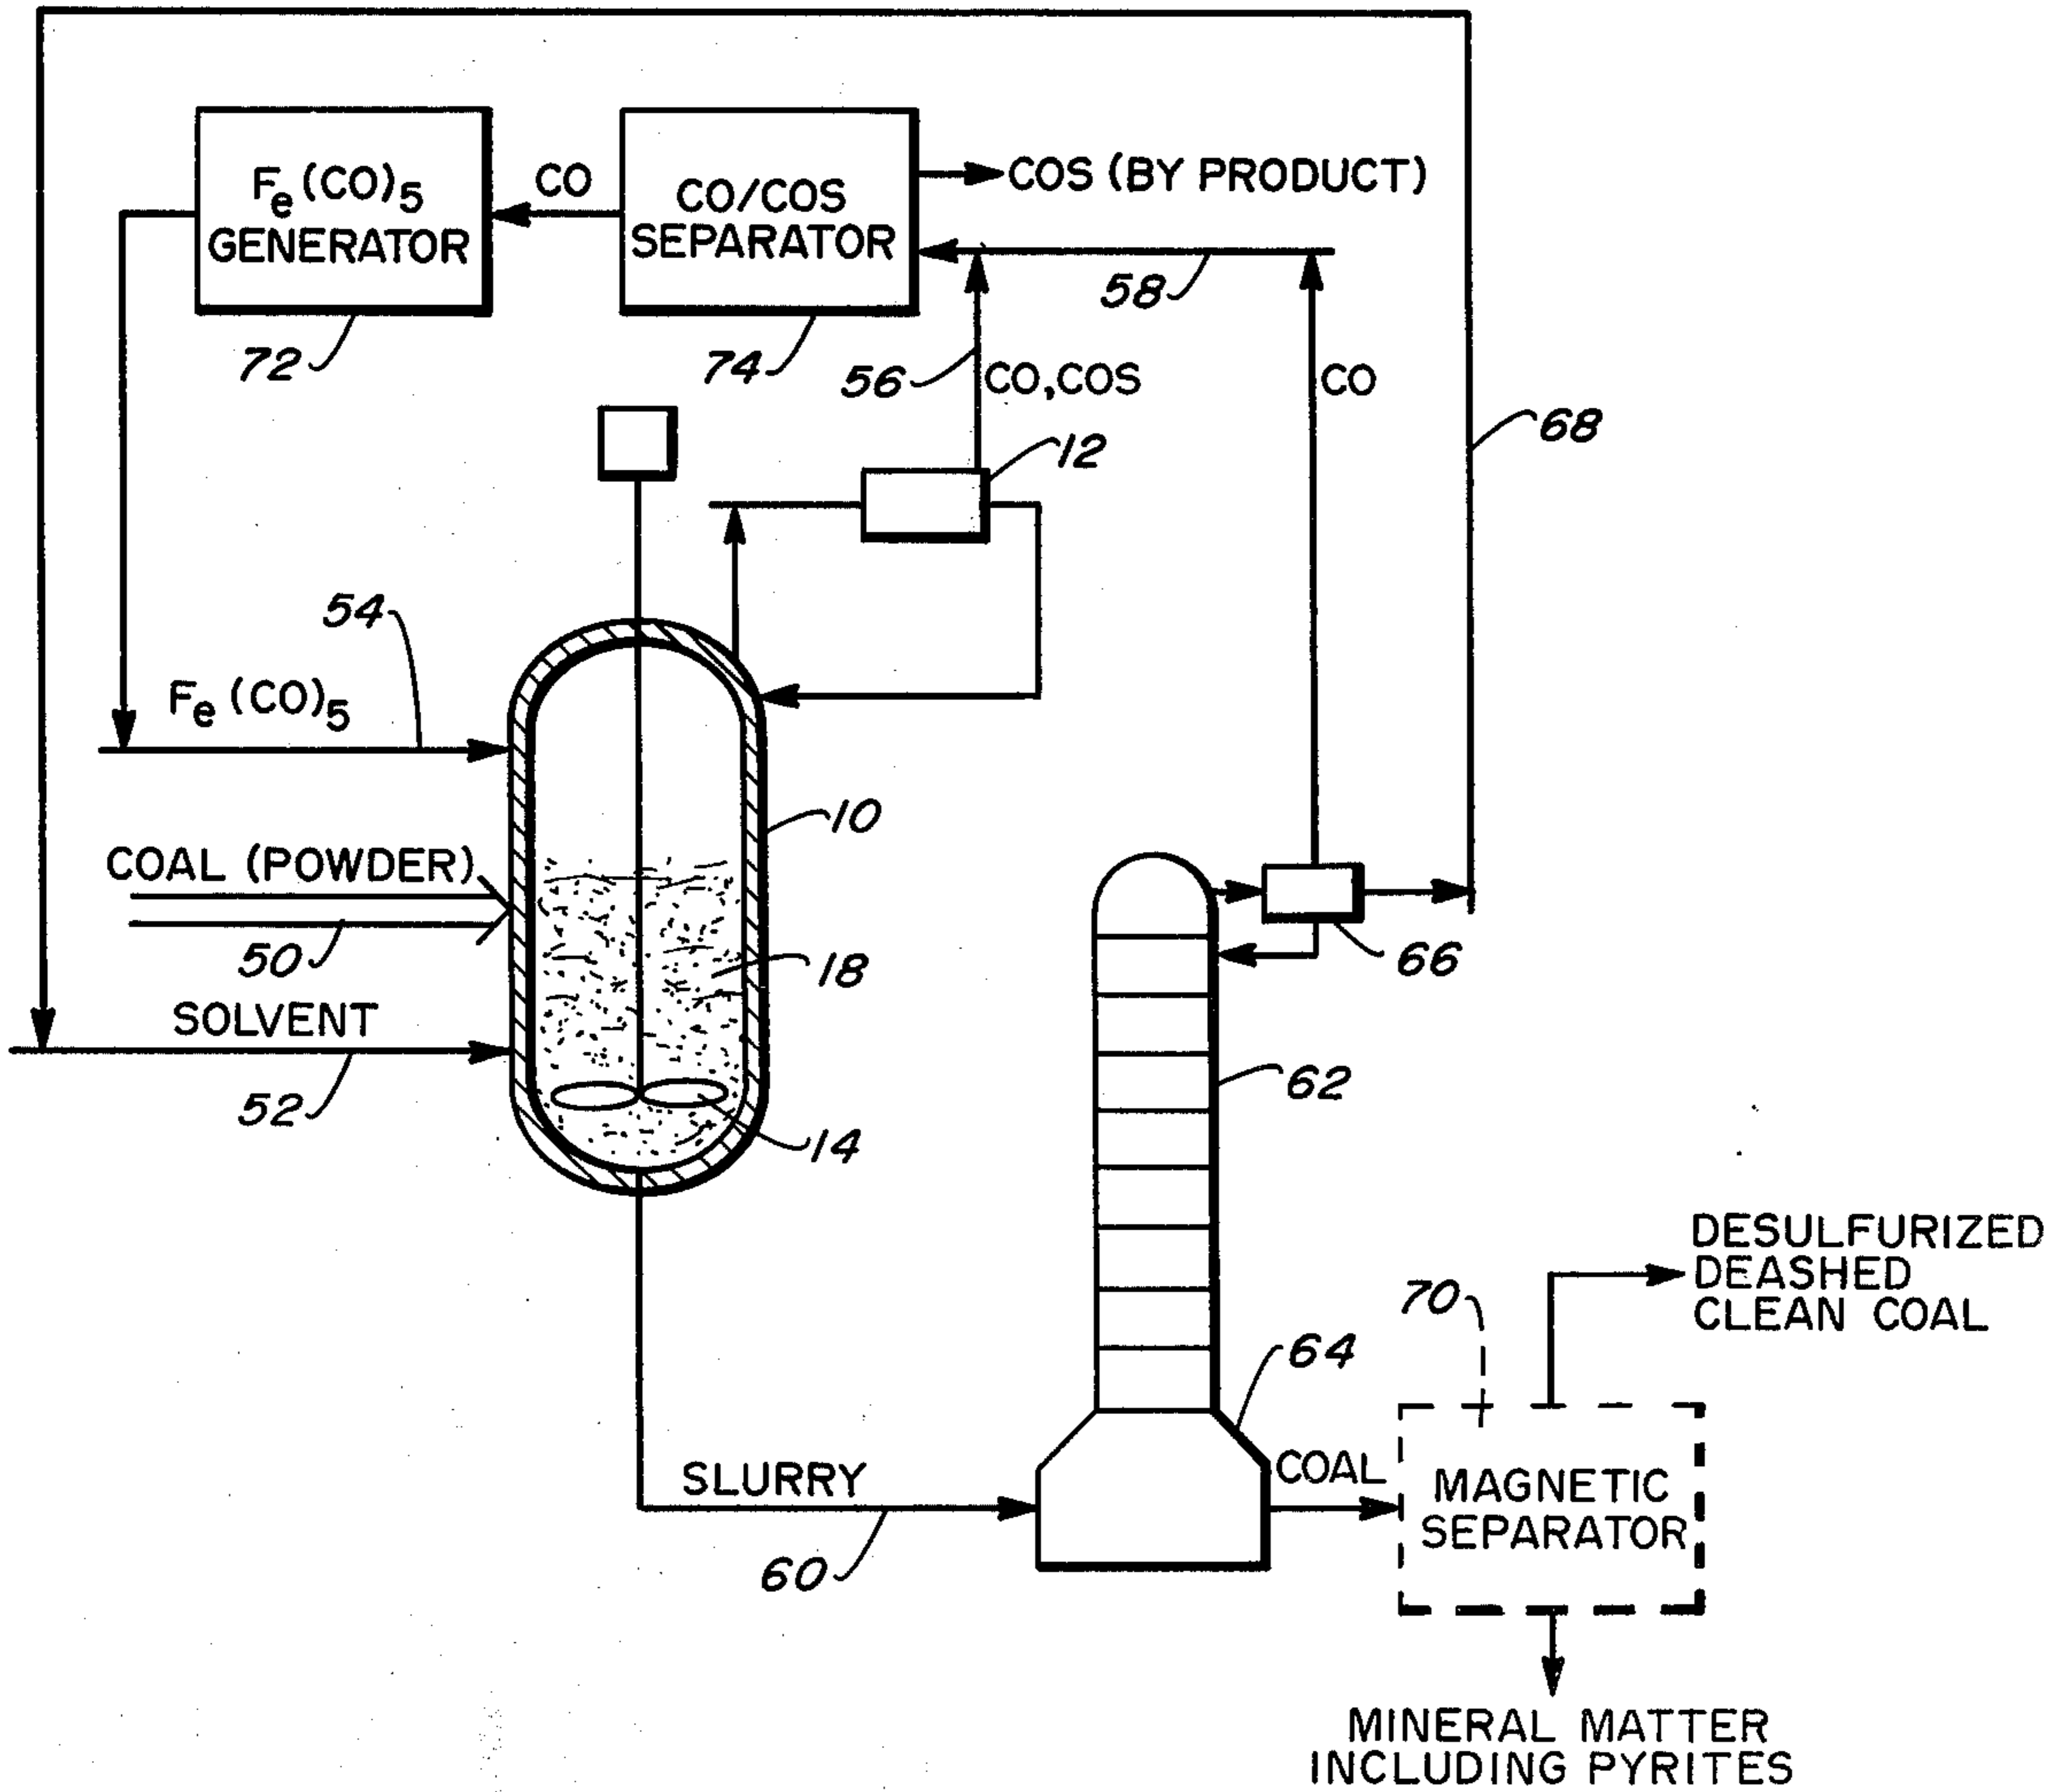 Fe(CO)5
GENERATOR
CO
CO/COS
SEPARATOR
COS (BY PRODUCT)
58
72
74
56
CO,COS
CO
68
12
54
Fe(CO)5
10
COAL (POWDER)
50
18
66
SOLVENT
52
62
14
DESULFURIZED
DEASHED
CLEAN COAL
70
64
SLURRY
COAL
MAGNETIC
SEPARATOR
60
MINERAL MATTER
INCLUDING PYRITES